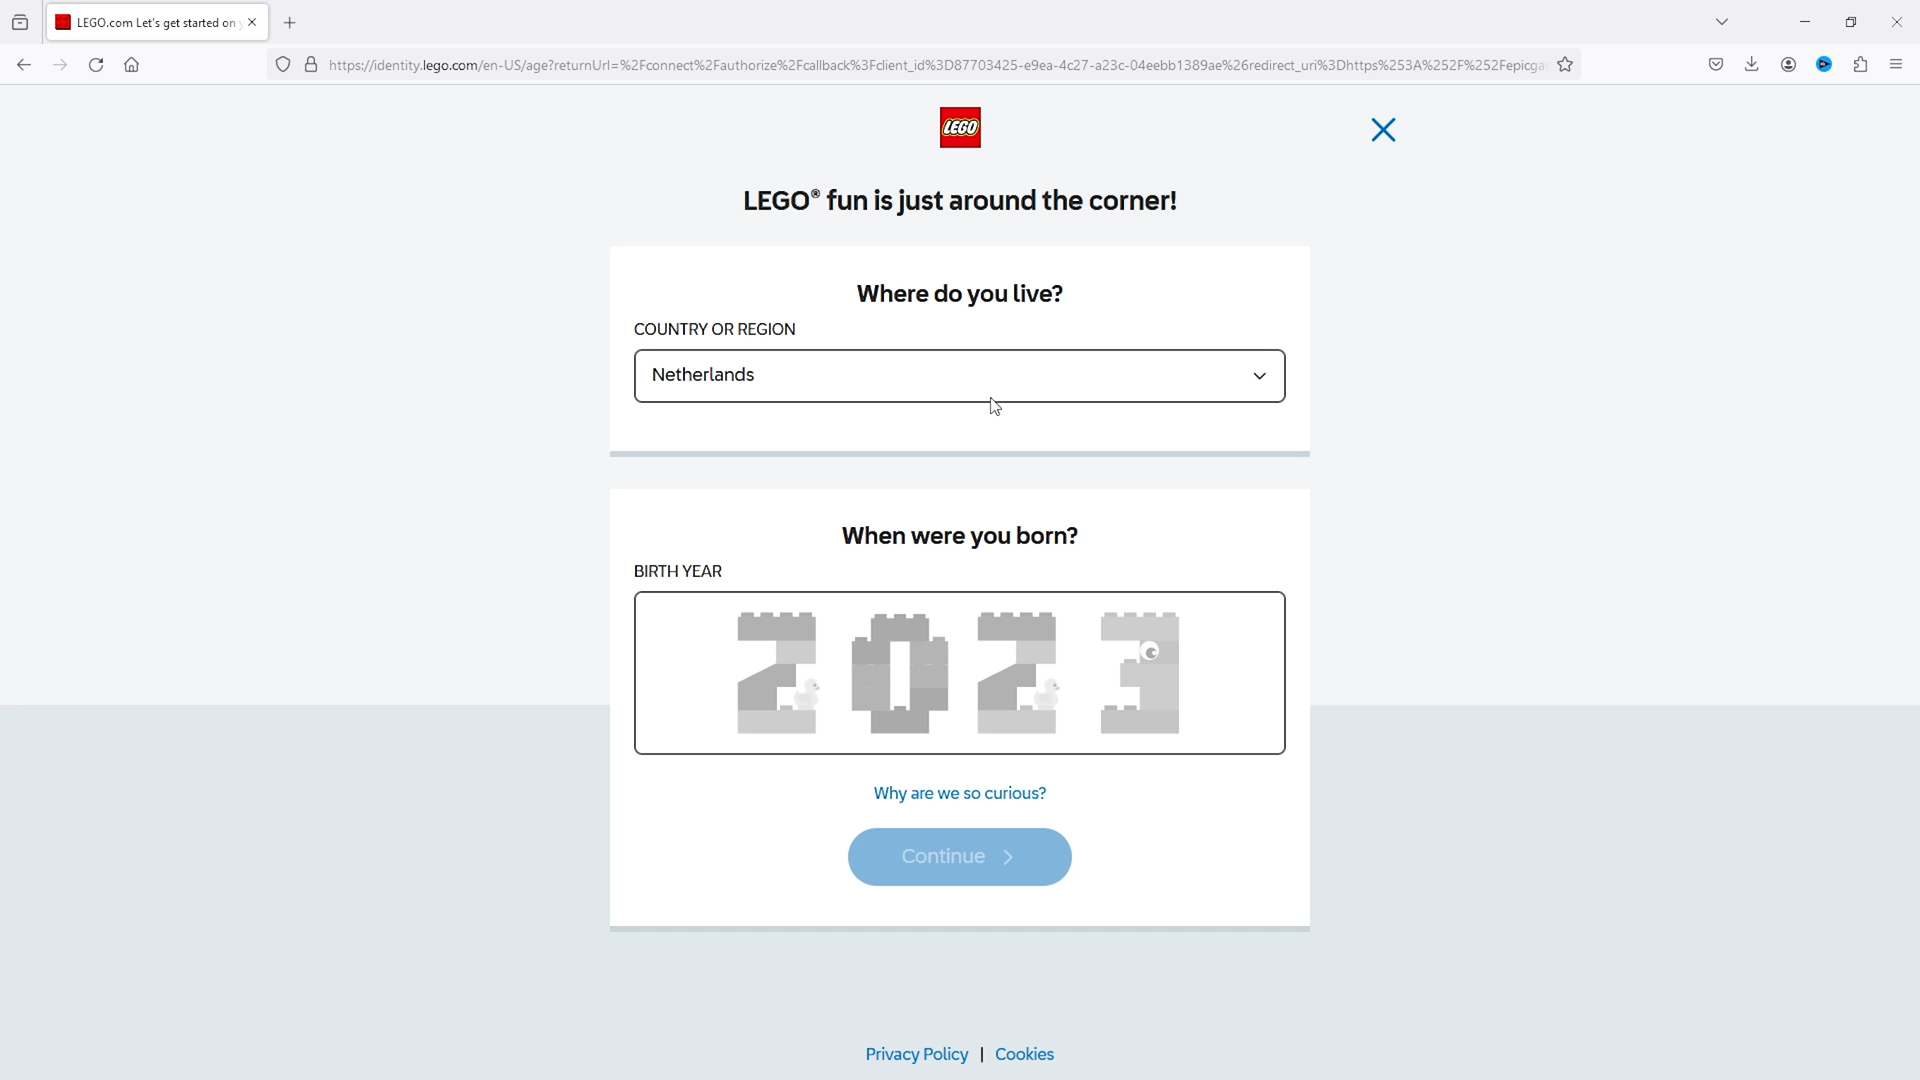 LEGO.com Let's get started on
https://identity.lego.com/en-US/age?returnUrl=%2Fconnect%2Fauthorize%2Fcallback%3Fclient_id%3D87703425-e9ea-4c27-a23c-04eebb1389ae%26redirect_uri%3Dhttps%253A%252F%252Fepicga
LEGO
LEGO® fun is just around the corner!
Where do you live?
COUNTRY OR REGION
Netherlands
When were you born?
BIRTH YEAR
2023
Why are we so curious?
Continue
Privacy Policy | Cookies